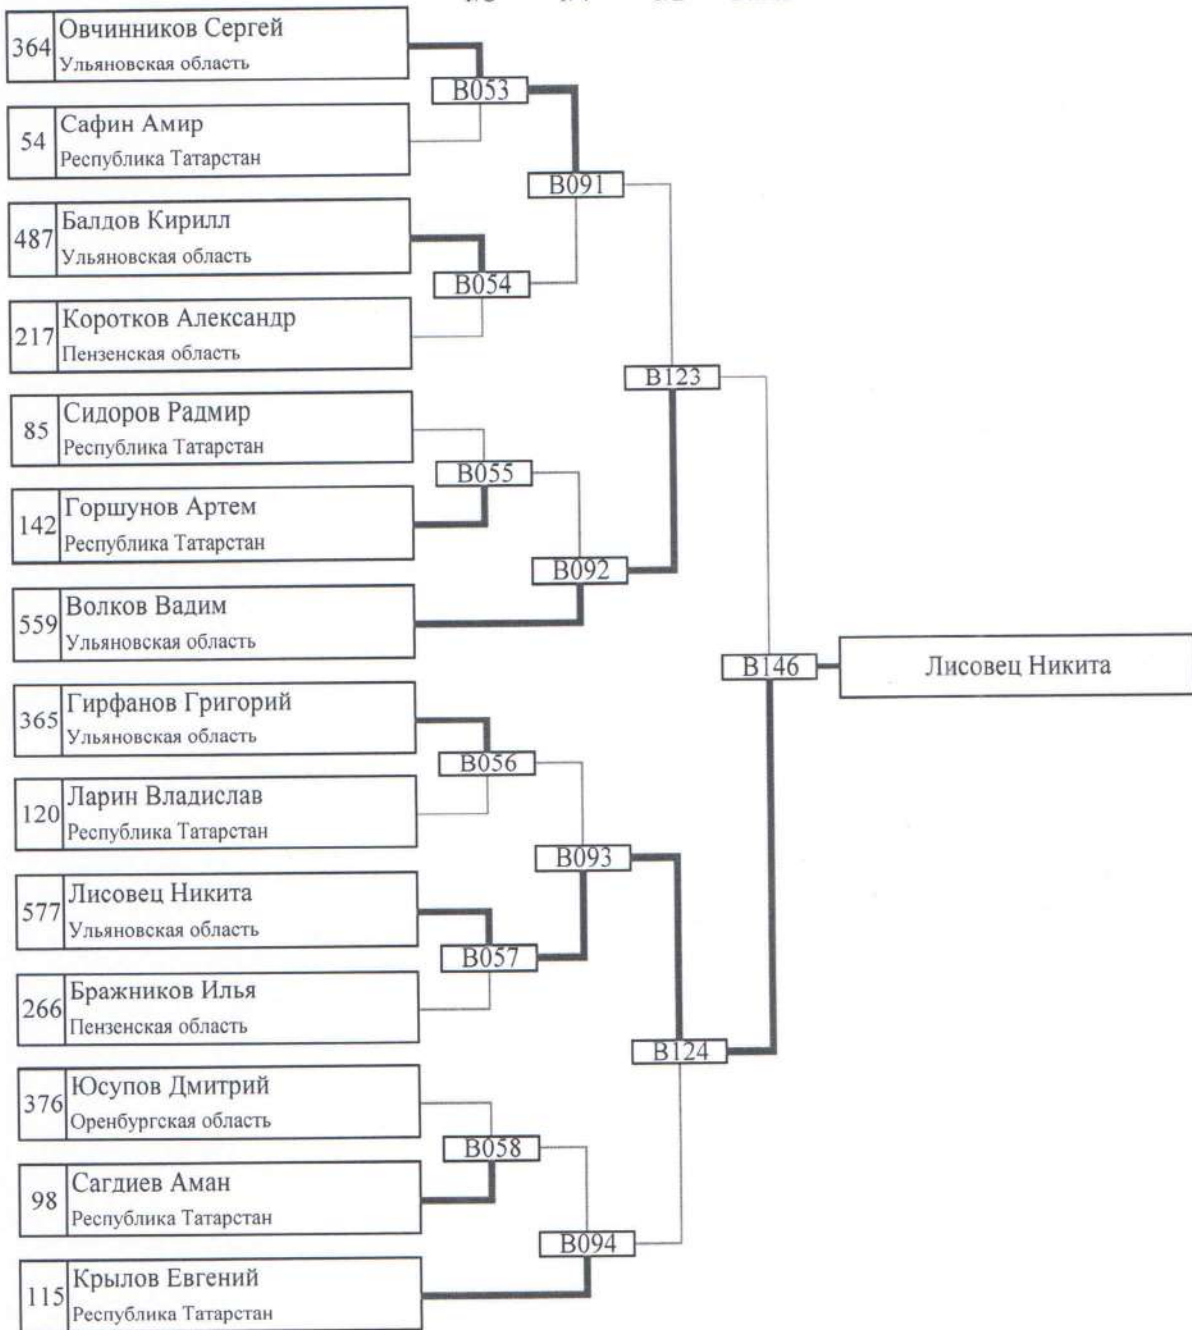 364 Овчинников Сергей
Ульяновская область
B053
54 Сафин Амир
Республика Татарстан
B091
487 Балдов Кирилл
Ульяновская область
B054
217 Коротков Александр
Пензенская область
B123
85 Сидоров Радмир
Республика Татарстан
B055
142 Горшунов Артем
Республика Татарстан
B092
559 Волков Вадим
Ульяновская область
B146
Лисовец Никита
365 Гирфанов Григорий
Ульяновская область
B056
120 Ларин Владислав
Республика Татарстан
B093
577 Лисовец Никита
Ульяновская область
B057
266 Бражников Илья
Пензенская область
B124
376 Юсупов Дмитрий
Оренбургская область
B058
98 Сагдиев Аман
Республика Татарстан
B094
115 Крылов Евгений
Республика Татарстан